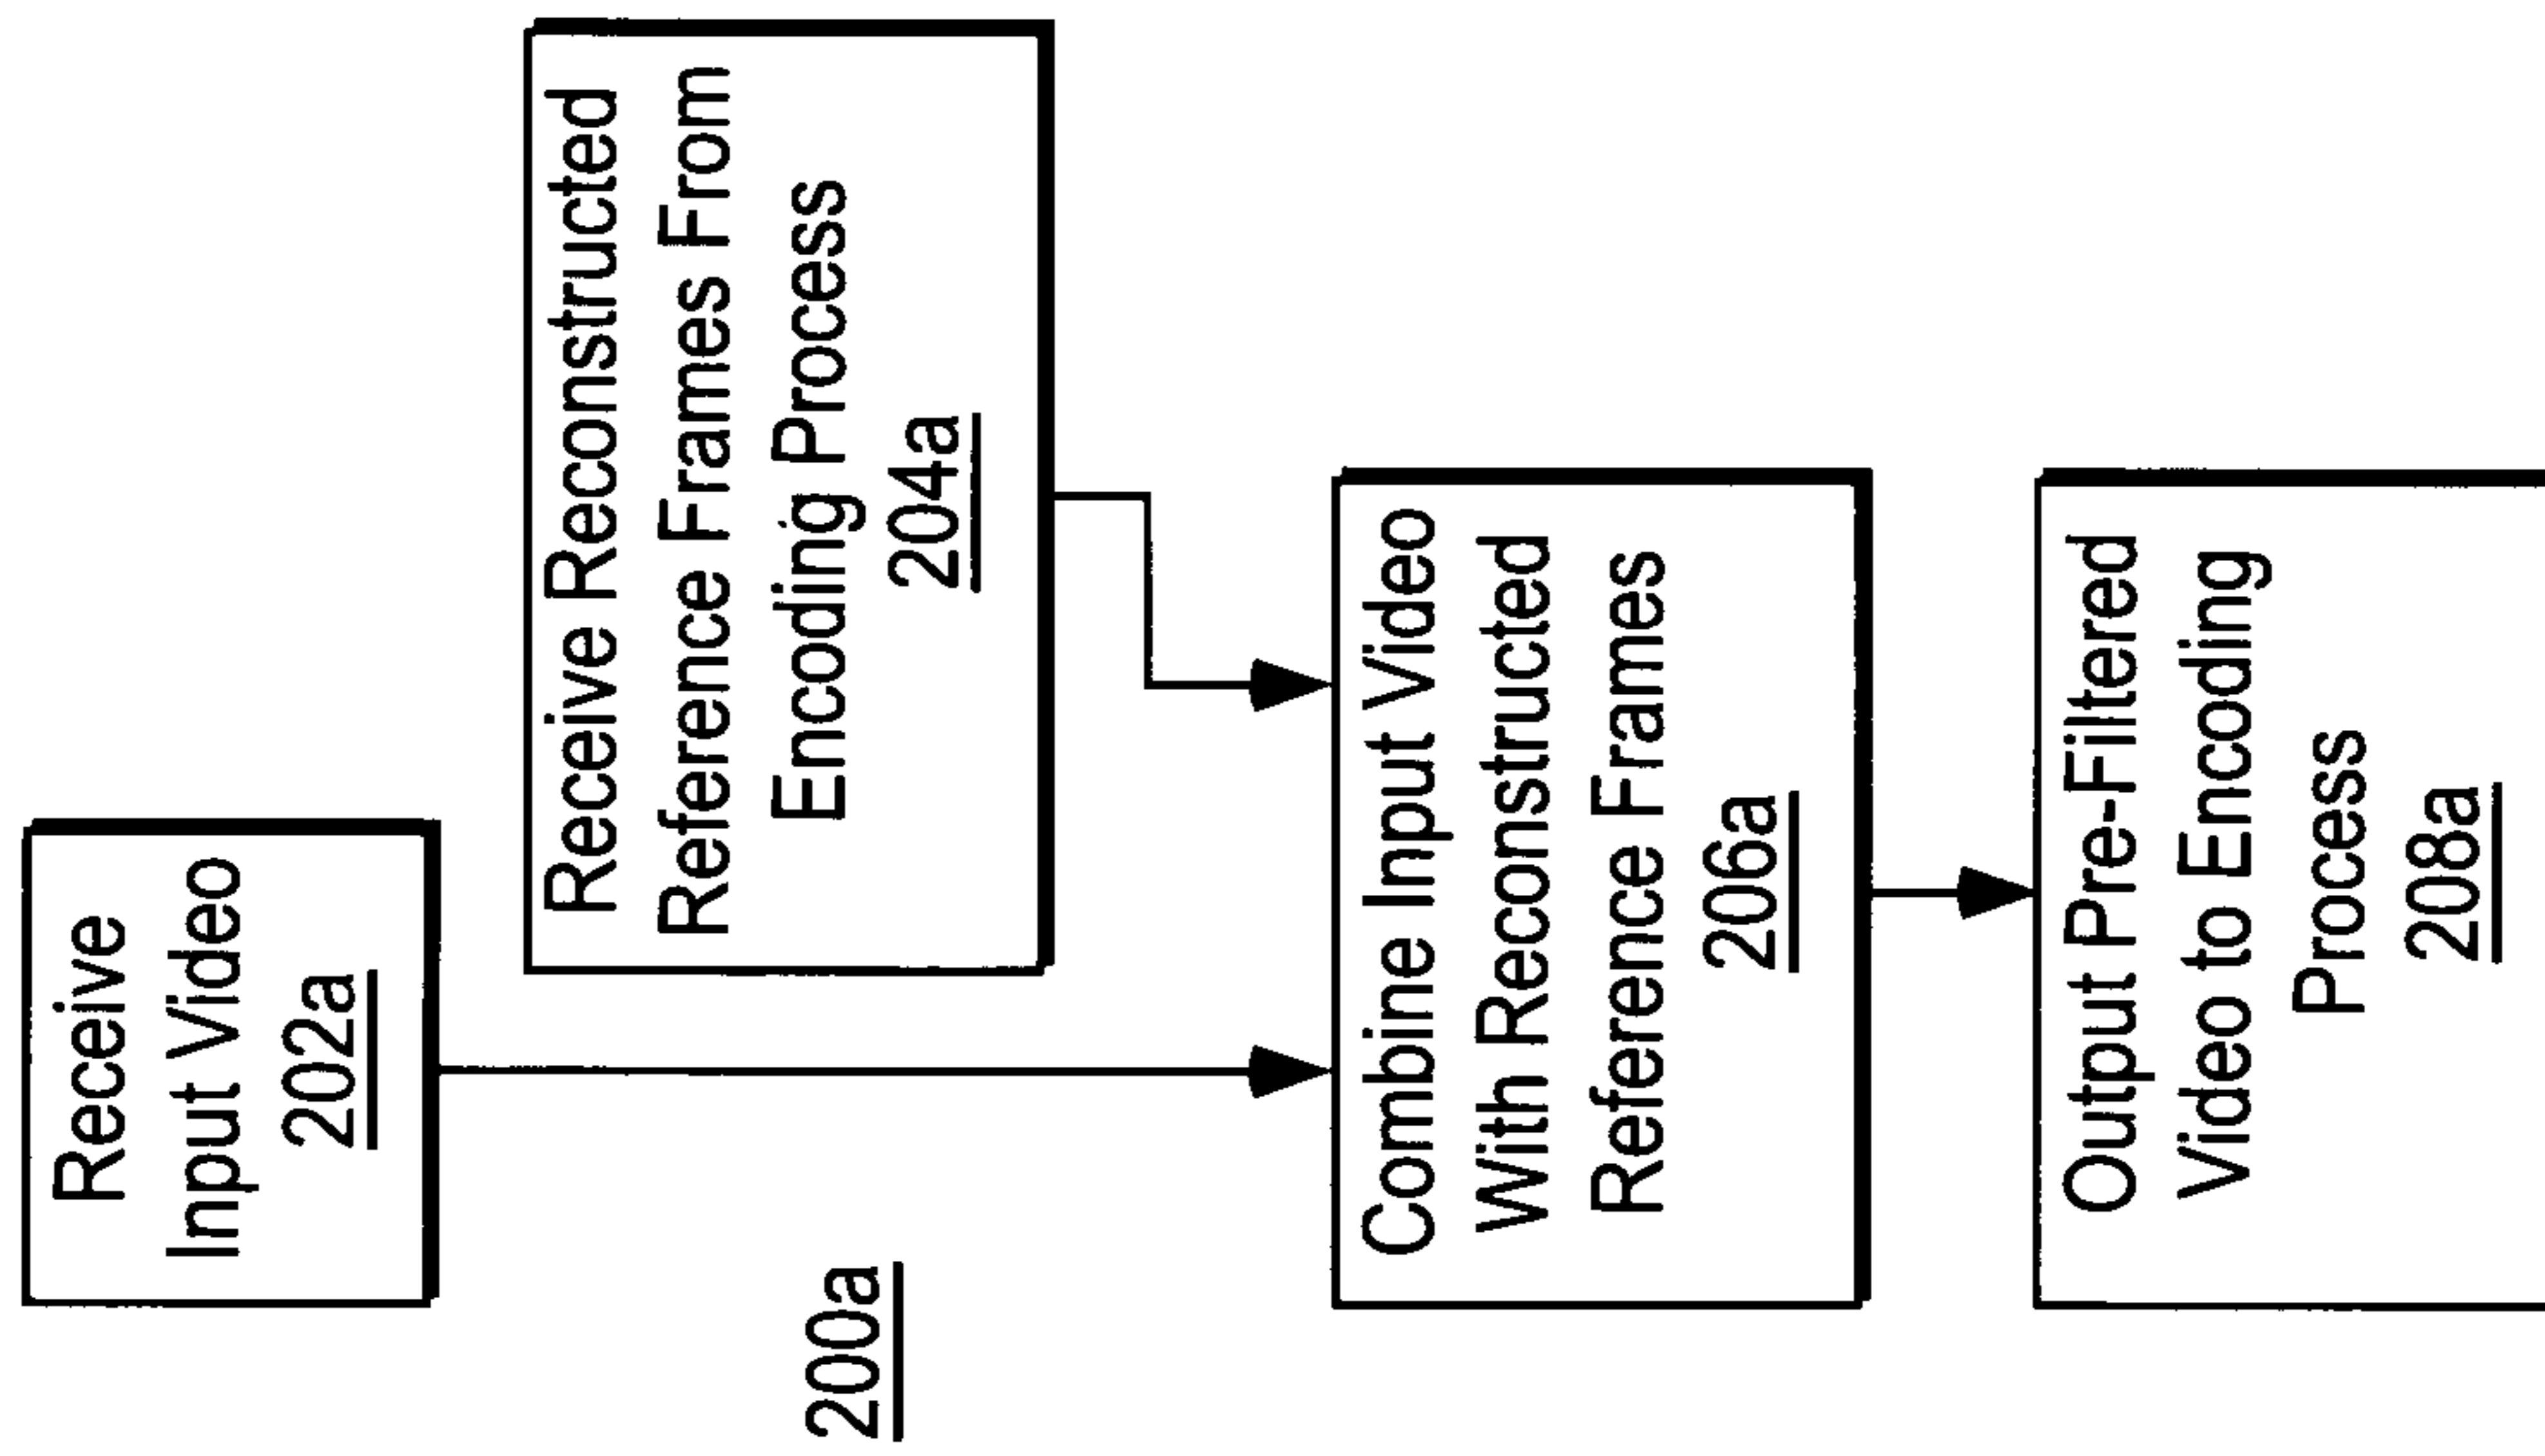 Receive
Input Video
202a
Receive Reconstructed
Reference Frames From
Encoding Process
204a
200a
Combine Input Video
With Reconstructed
Reference Frames
206a
Output Pre-Filtered
Video to Encoding
Process
208a